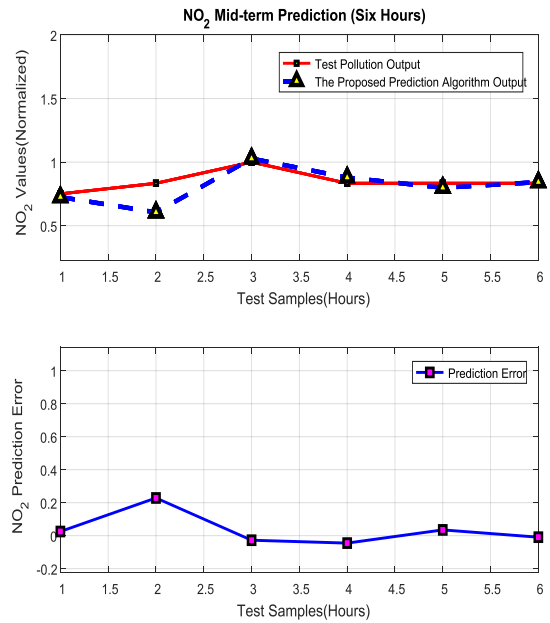 NO2 Mid-term Prediction (Six Hours)
2
1.5
1
0.5
NO2 Values(Normalized)
Test Pollution Output
The Proposed Prediction Algorithm Output
1 1.5 2 2.5 3 3.5 4 4.5 5 5.5 6
Test Samples(Hours)
1
0.8
0.6
0.4
0.2
0
-0.2
NO2 Prediction Error
Prediction Error
1 1.5 2 2.5 3 3.5 4 4.5 5 5.5 6
Test Samples(Hours)